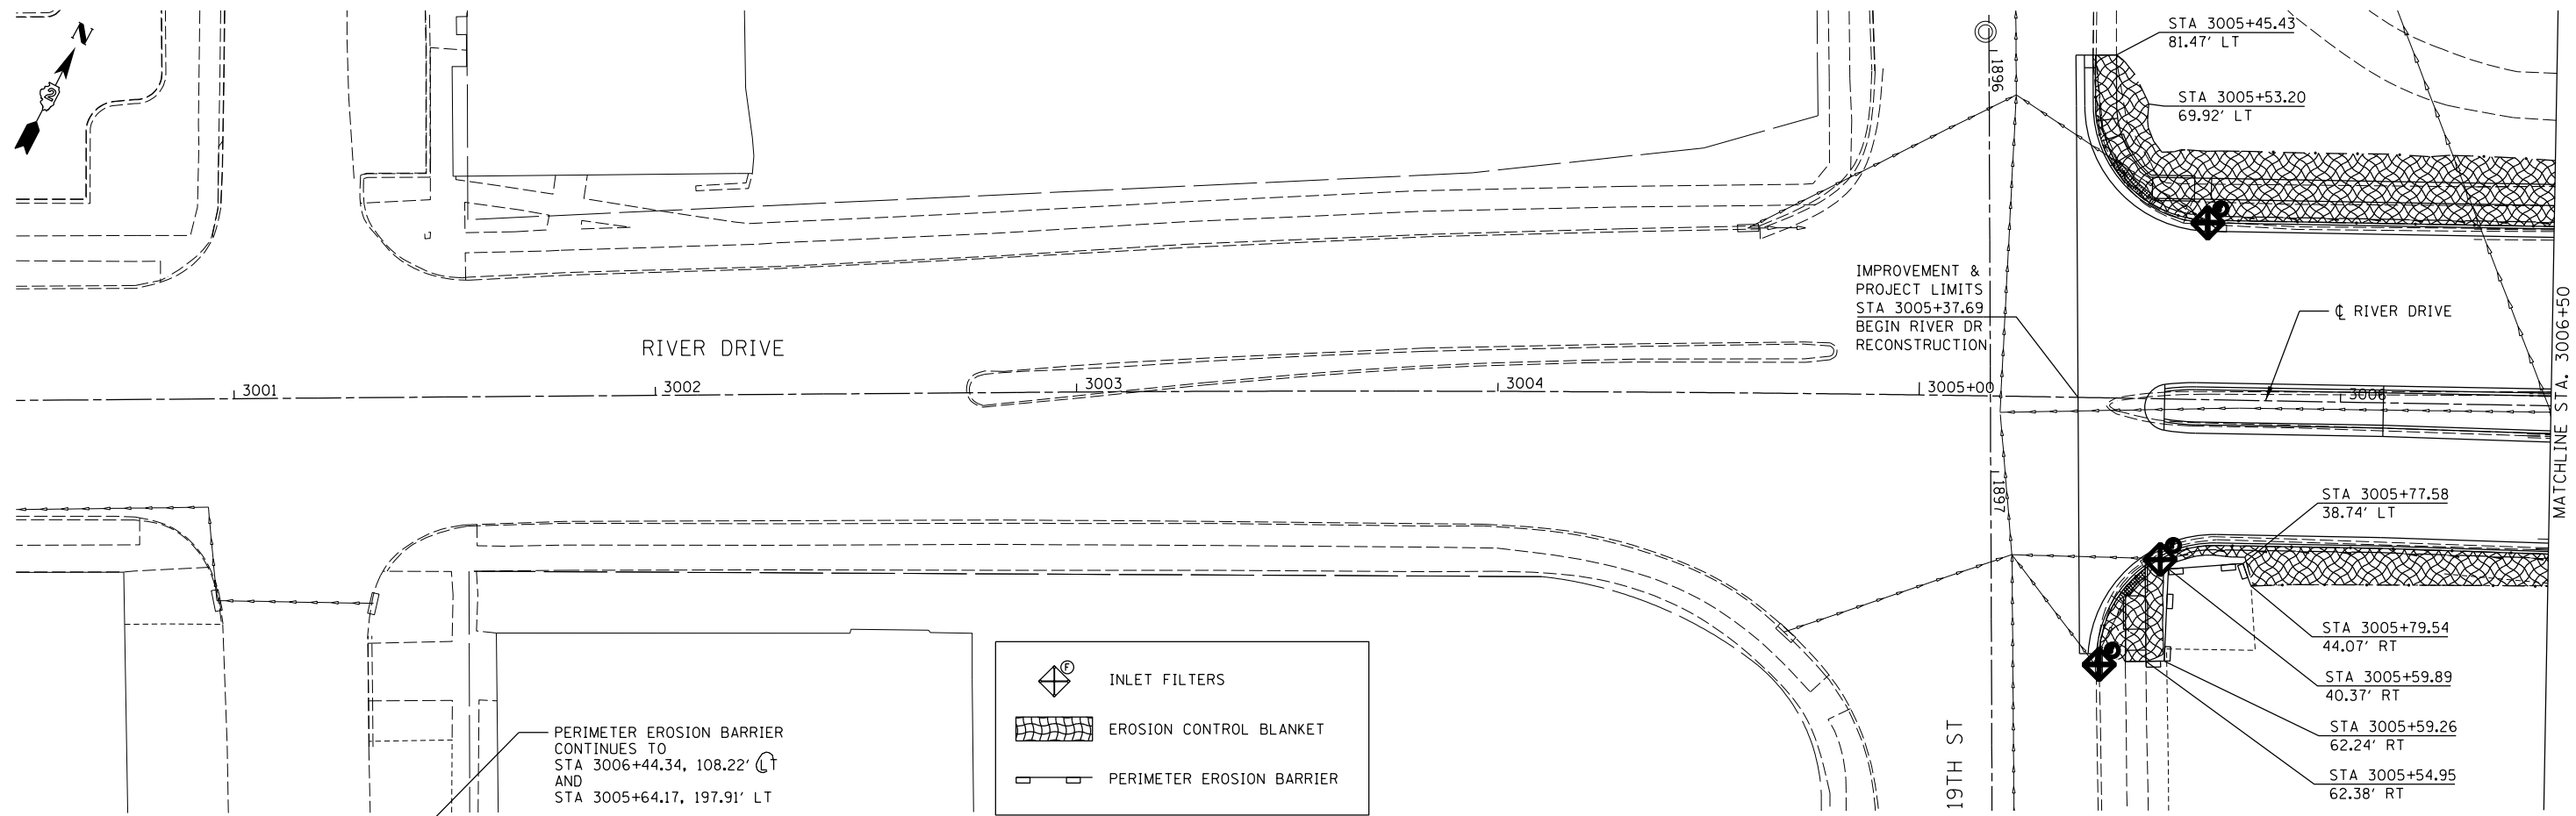 N
2
1896
STA 3005+45.43
81.47' LT
STA 3005+53.20
69.92' LT
IMPROVEMENT &
PROJECT LIMITS
STA 3005+37.69
BEGIN RIVER DR
RECONSTRUCTION
℄ RIVER DRIVE
RIVER DRIVE
3001
3002
3003
3004
3005+00
3006
MATCHLINE STA. 3006+50
1897
STA 3005+77.58
38.74' LT
STA 3005+79.54
44.07' RT
STA 3005+59.89
40.37' RT
STA 3005+59.26
62.24' RT
STA 3005+54.95
62.38' RT
19TH ST
PERIMETER EROSION BARRIER
CONTINUES TO
STA 3006+44.34, 108.22' LT
AND
STA 3005+64.17, 197.91' LT
F
INLET FILTERS
EROSION CONTROL BLANKET
PERIMETER EROSION BARRIER